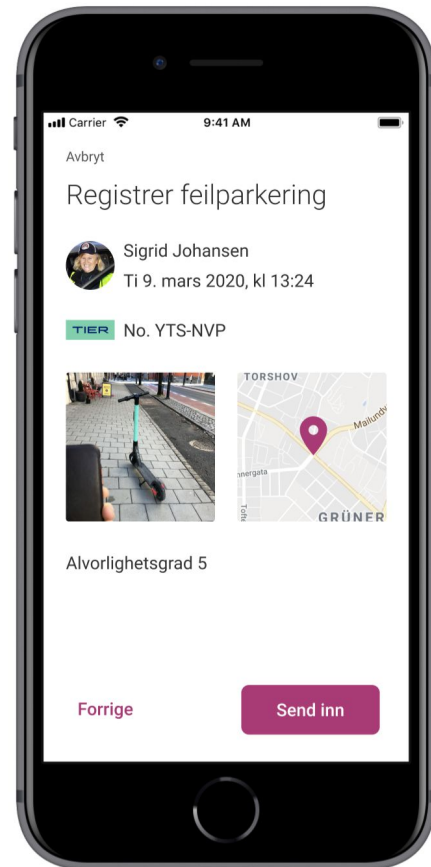 Carrier 9:41 AM
Avbryt
Registrer feilparkering
Sigrid Johansen
Ti 9. mars 2020, kl 13:24
TIER No. YTS-NVP
TORSHOV
GRÜNER
Alvorlighetsgrad 5
Forrige Send inn